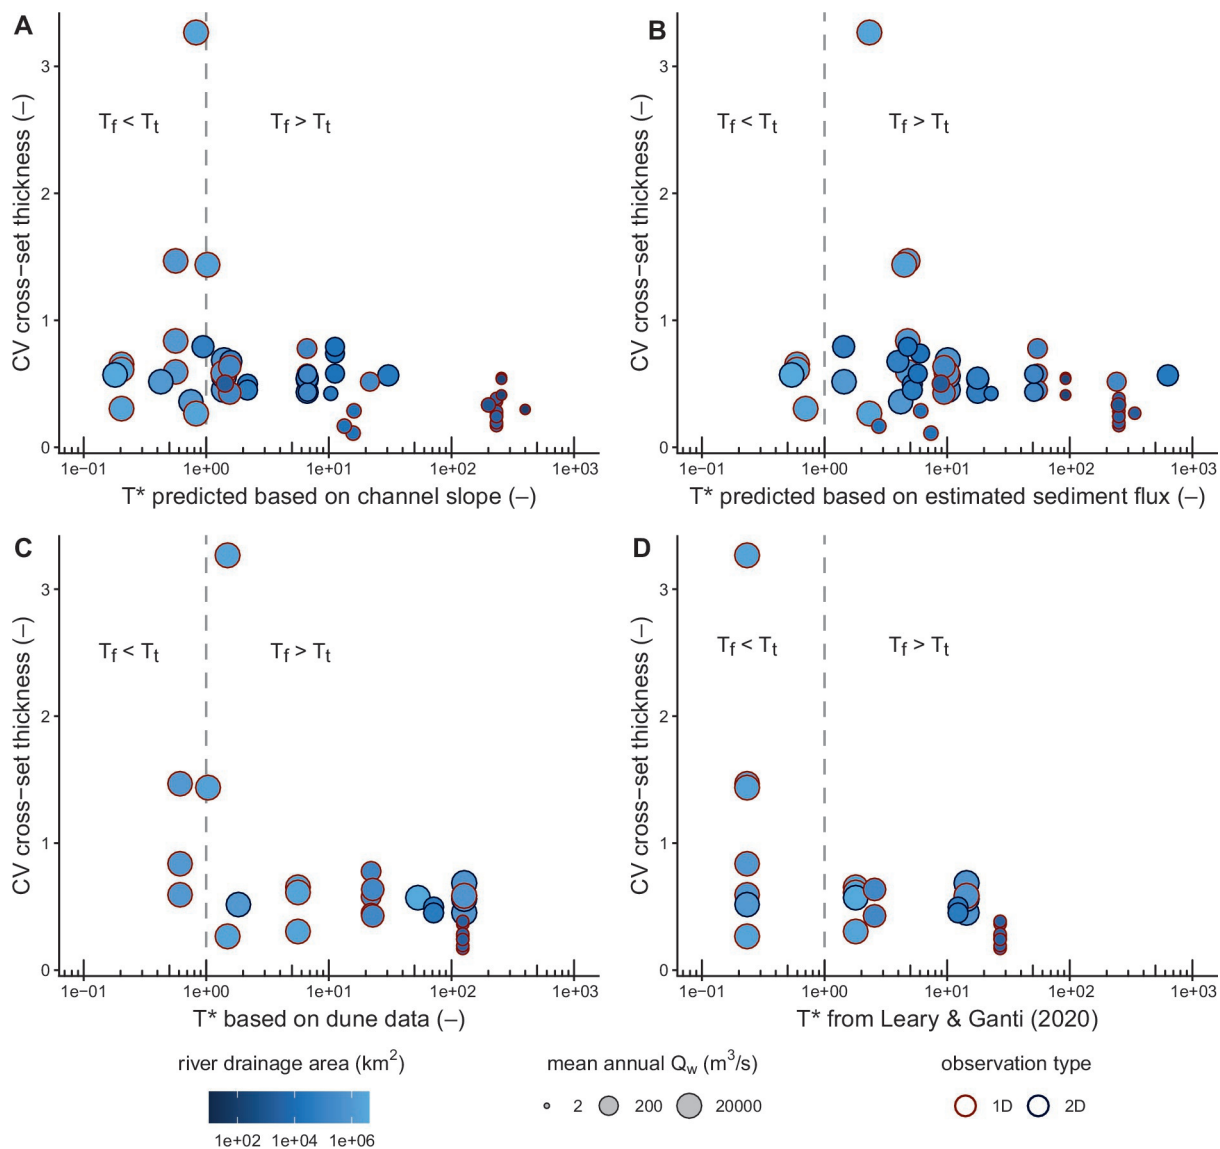 A
CV cross−set thickness (−)
3
2
1
0
Tf < Tt
Tf > Tt
1e−01 1e+00 1e+01 1e+02 1e+03
T* predicted based on channel slope (−)
B
CV cross−set thickness (−)
3
2
1
0
Tf < Tt
Tf > Tt
1e−01 1e+00 1e+01 1e+02 1e+03
T* predicted based on estimated sediment flux (−)
C
CV cross−set thickness (−)
3
2
1
0
Tf < Tt
Tf > Tt
1e−01 1e+00 1e+01 1e+02 1e+03
T* based on dune data (−)
D
CV cross−set thickness (−)
3
2
1
0
Tf < Tt
Tf > Tt
1e−01 1e+00 1e+01 1e+02 1e+03
T* from Leary & Ganti (2020)
river drainage area (km²)
1e+02 1e+04 1e+06
mean annual Qw (m³/s)
2 200 20000
observation type
1D 2D